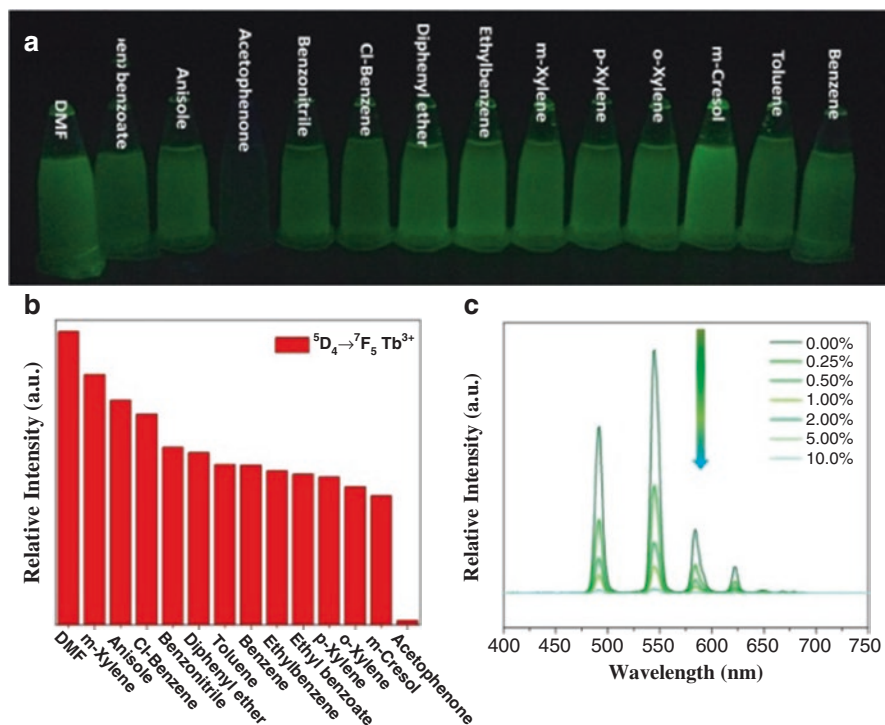 a
DMF
benzoate
Anisole
Acetophenone
Benzonitrile
Cl-Benzene
Diphenyl ether
Ethylbenzene
m-Xylene
p-Xylene
o-Xylene
m-Cresol
Toluene
Benzene
b
⁵D₄→⁷F₅ Tb³⁺
Relative Intensity (a.u.)
DMF
m-Xylene
Anisole
Cl-Benzene
Benzonitrile
Diphenyl ether
Toluene
Benzene
Ethylbenzene
Ethyl benzoate
p-Xylene
o-Xylene
m-Cresol
Acetophenone
c
0.00%
0.25%
0.50%
1.00%
2.00%
5.00%
10.0%
Relative Intensity (a.u.)
400 450 500 550 600 650 700 750
Wavelength (nm)